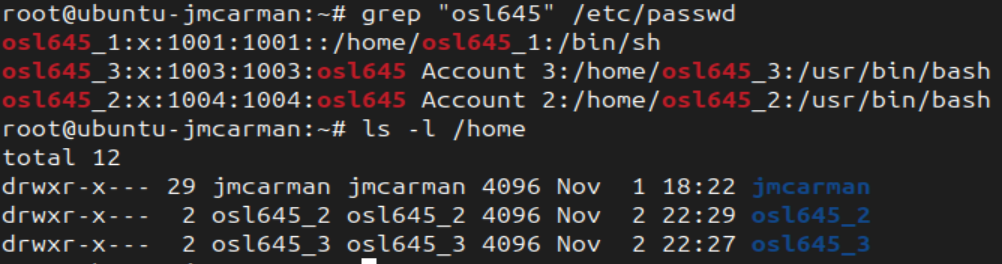 root@ubuntu-jmcarman:~# grep "osl645" /etc/passwd
osl645_1:x:1001:1001::/home/osl645_1:/bin/sh
osl645_3:x:1003:1003:osl645 Account 3:/home/osl645_3:/usr/bin/bash
osl645_2:x:1004:1004:osl645 Account 2:/home/osl645_2:/usr/bin/bash
root@ubuntu-jmcarman:~# ls -l /home
total 12
drwxr-x--- 29 jmcarman jmcarman 4096 Nov  1 18:22 jmcarman
drwxr-x---  2 osl645_2 osl645_2 4096 Nov  2 22:29 osl645_2
drwxr-x---  2 osl645_3 osl645_3 4096 Nov  2 22:27 osl645_3